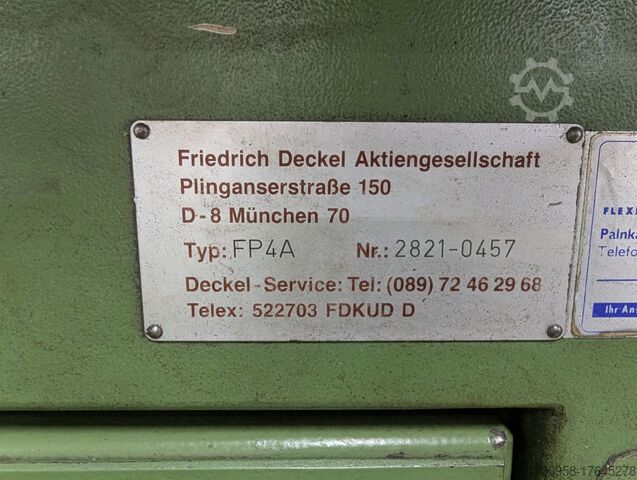 Friedrich Deckel Aktiengesellschaft
Plinganserstraße 150
D-8 München 70
Typ: FP4A Nr.: 2821-0457
Deckel-Service: Tel: (089) 72 46 29 68
Telex: 522703 FDKUD D